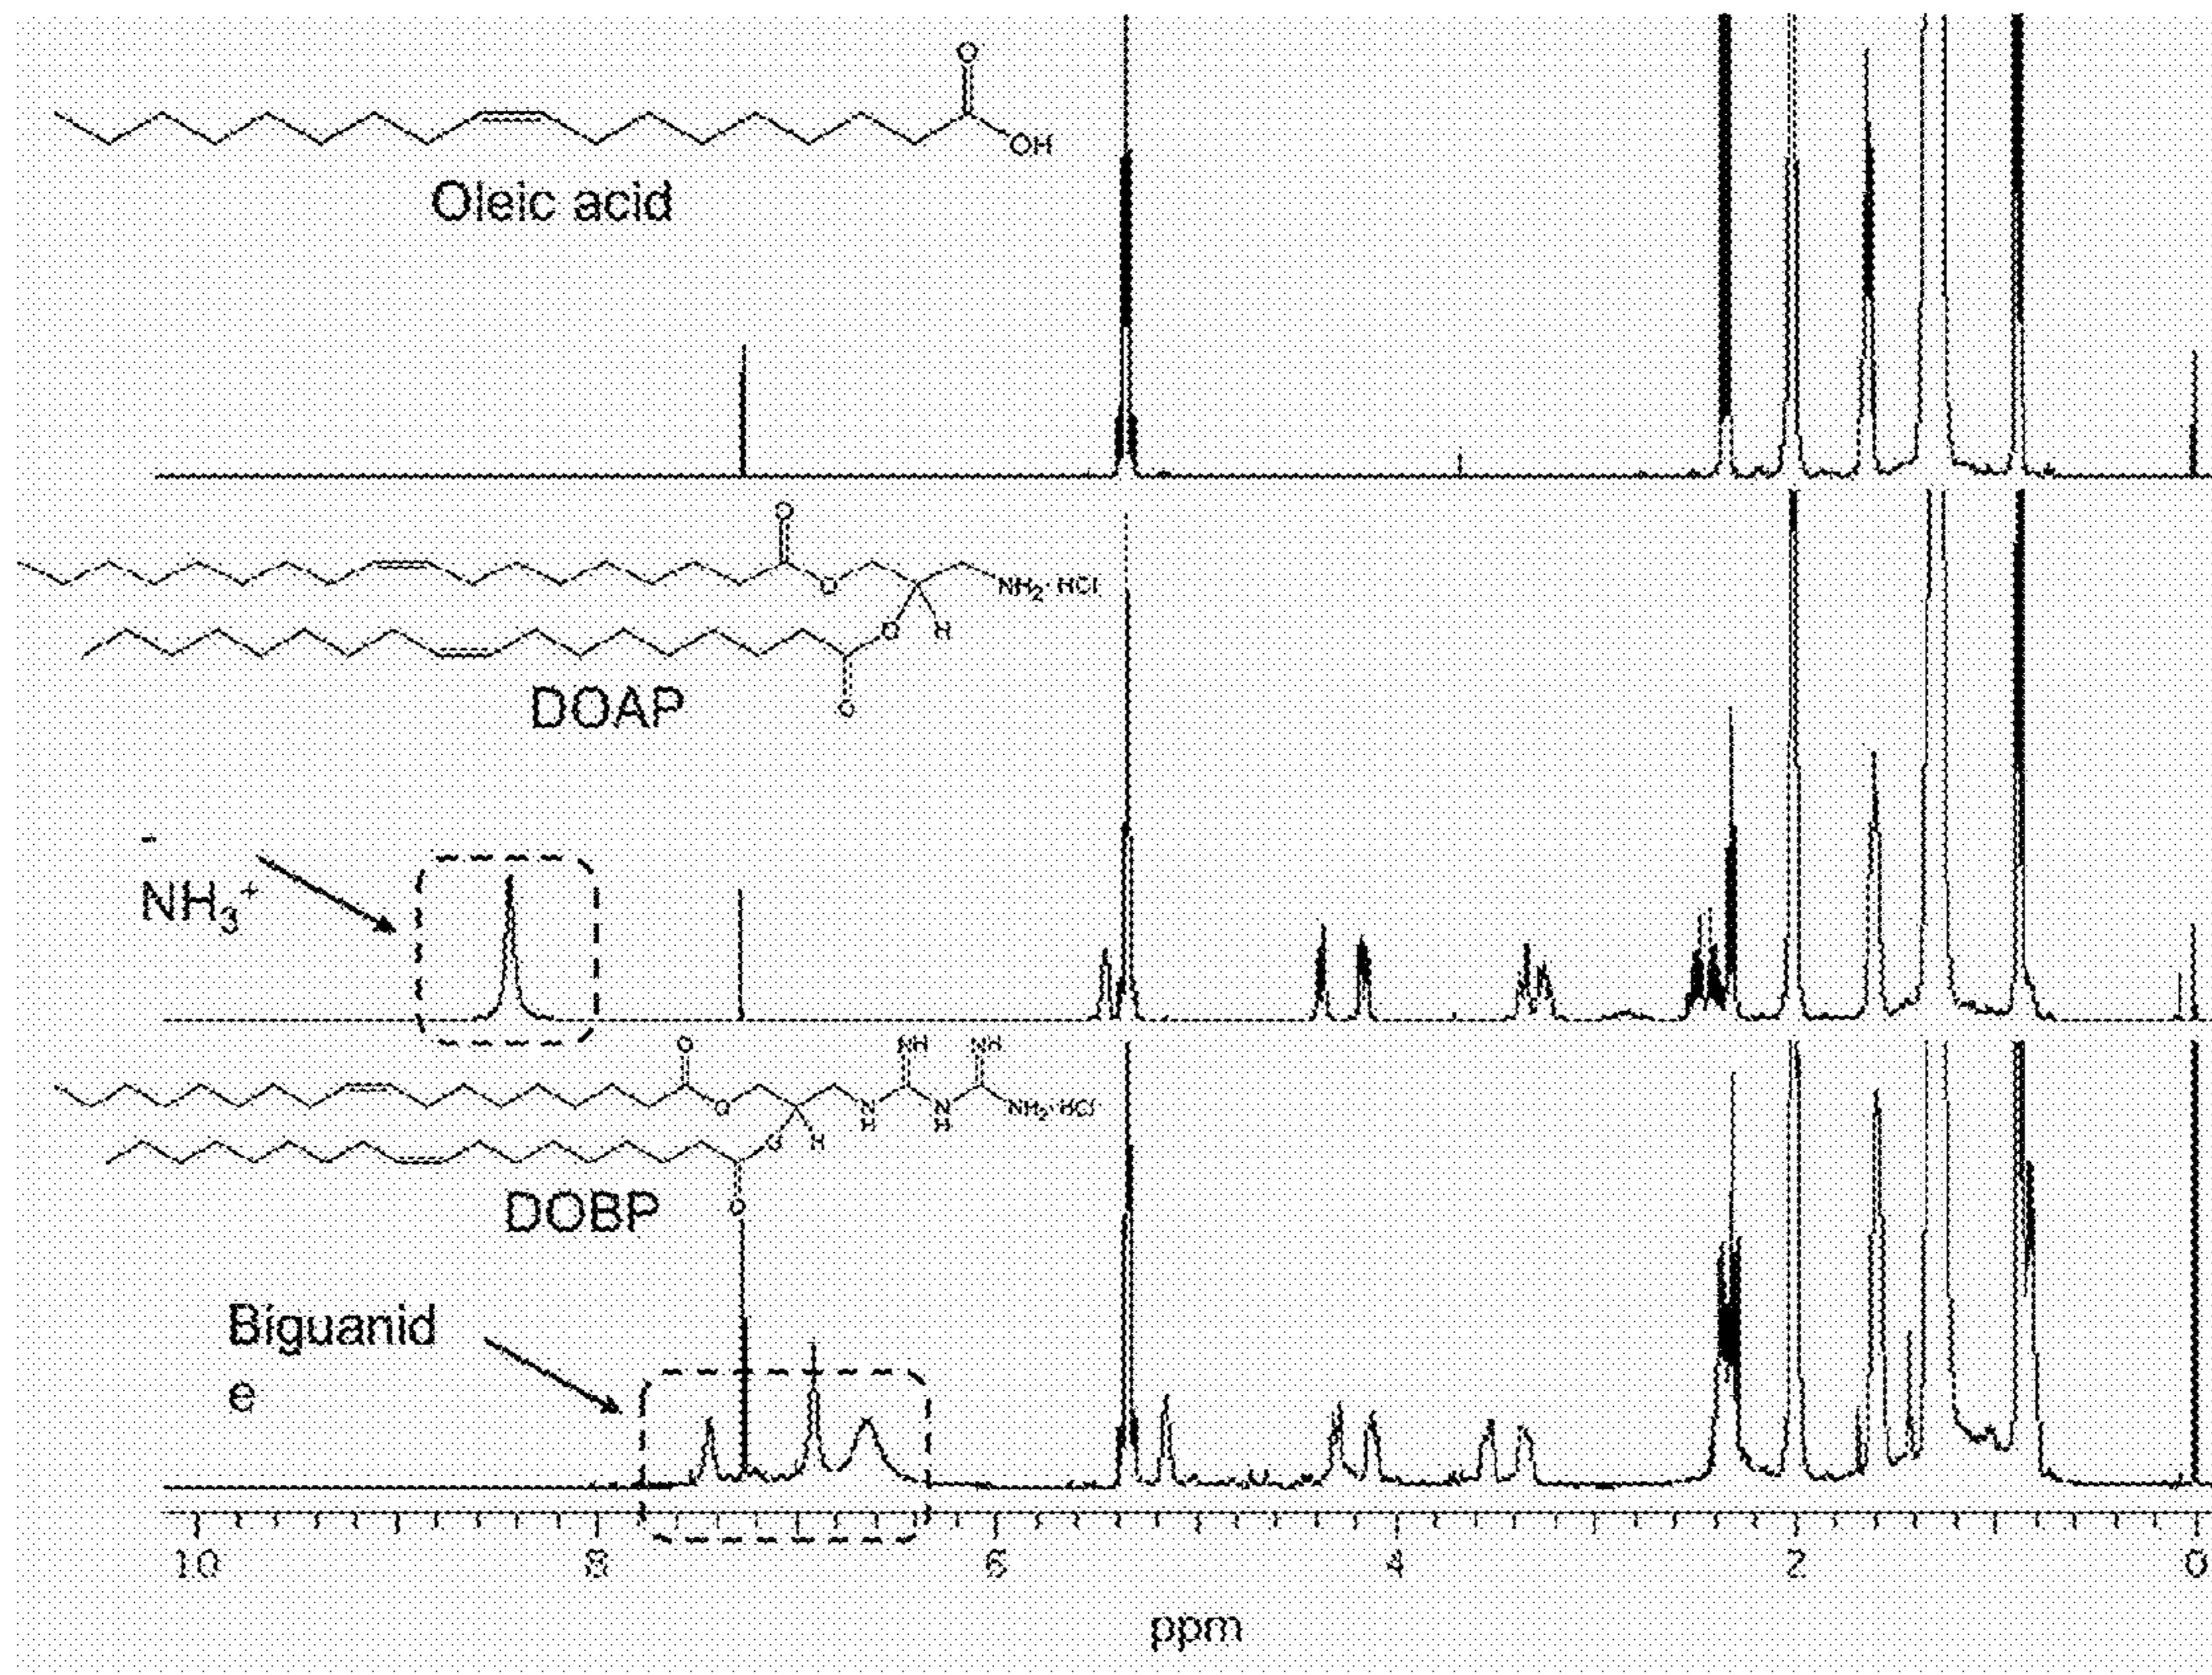 O
OH
Oleic acid
O
O
NH₂·HCl
O
H
O
DOAP
-
NH₃⁺
O
NH
NH
O
N
H
N
H
NH₂·HCl
O
H
O
DOBP
Biguanid
e
10
8
6
4
2
0
ppm